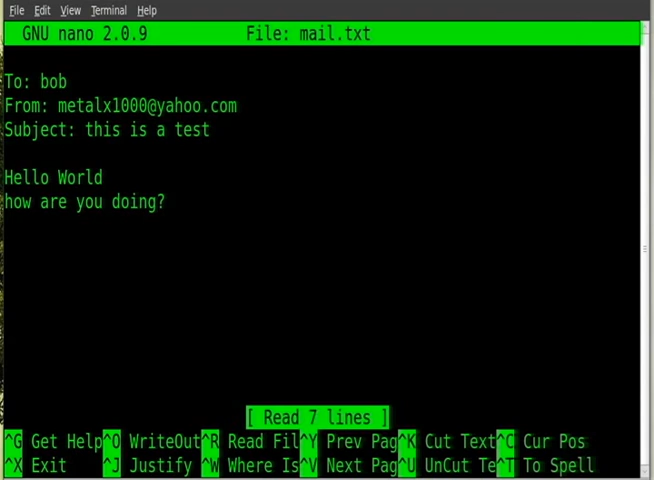 File Edit View Terminal Help
GNU nano 2.0.9 File: mail.txt
To: bob
From: metalx1000@yahoo.com
Subject: this is a test
Hello World
how are you doing?
[ Read 7 lines ]
^G Get Help^O WriteOut^R Read Fil^Y Prev Pag^K Cut Text^C Cur Pos
^X Exit ^J Justify ^W Where Is^V Next Pag^U UnCut Te^T To Spell